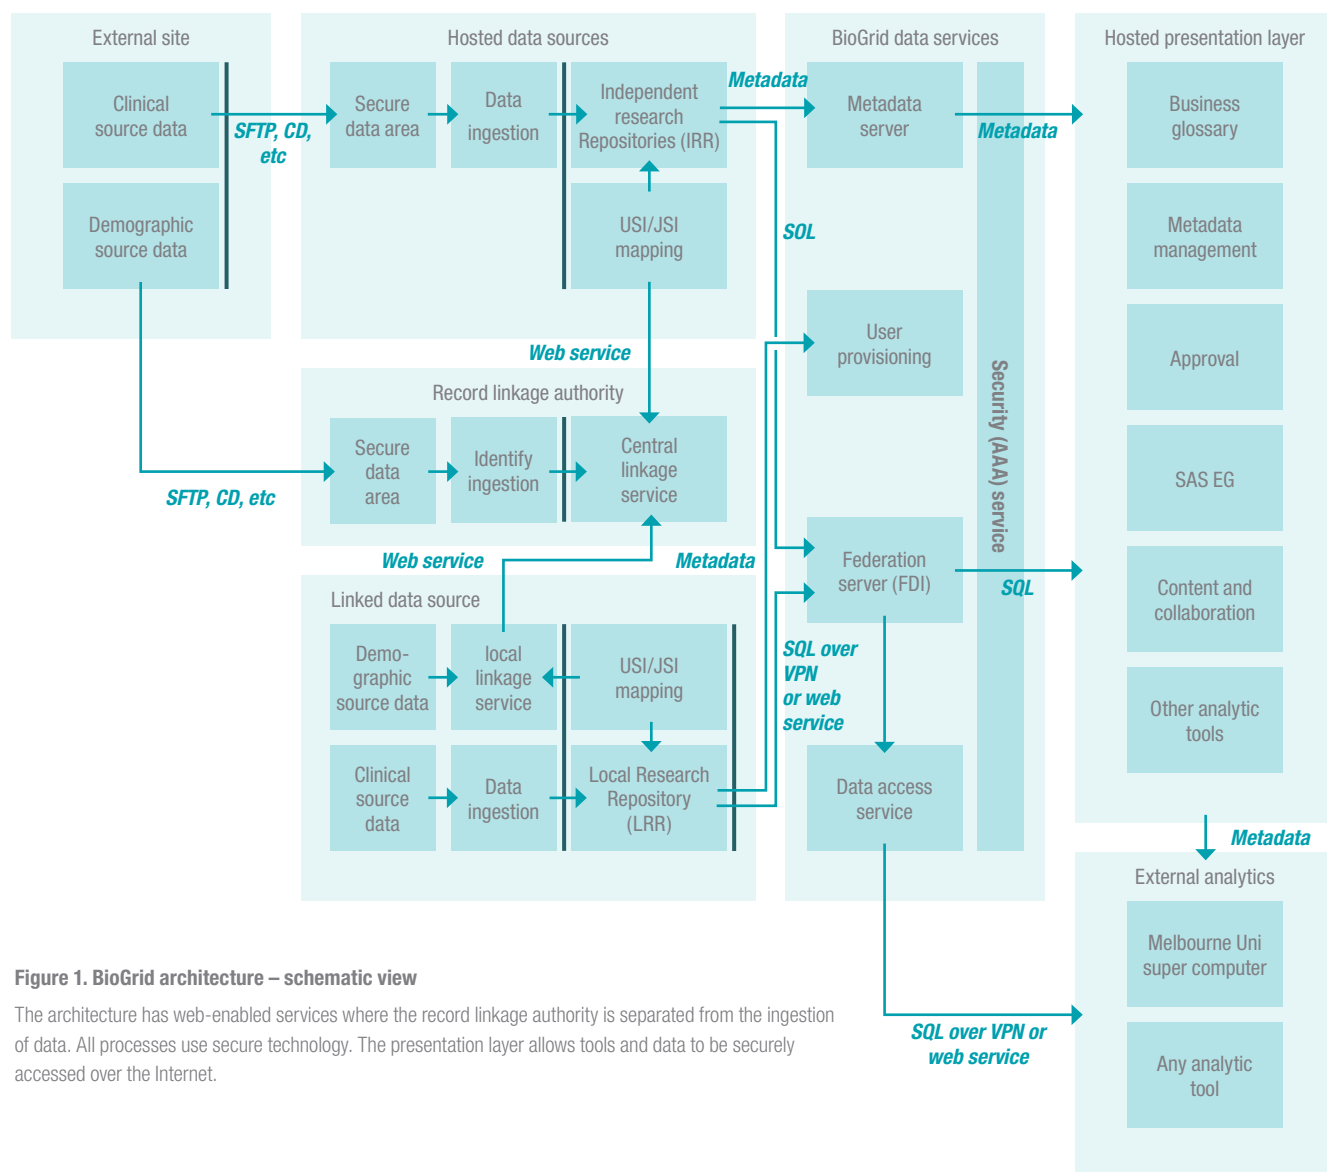 External site
Clinical
source data
Demographic
source data
SFTP, CD,
etc
SFTP, CD, etc
Hosted data sources
Secure
data area
Data
ingestion
Independent
research
Repositories (IRR)
USI/JSI
mapping
Web service
Record linkage authority
Secure
data
area
Identify
ingestion
Central
linkage
service
Web service
Metadata
Linked data source
Demo-
graphic
source data
local
linkage
service
USI/JSI
mapping
Clinical
source
data
Data
ingestion
Local Research
Repository
(LRR)
BioGrid data services
Metadata
Metadata
server
Metadata
SOL
User
provisioning
Security (AAA) service
Federation
server (FDI)
SQL
SQL over
VPN
or web
service
Data access
service
Hosted presentation layer
Business
glossary
Metadata
management
Approval
SAS EG
Content and
collaboration
Other analytic
tools
Metadata
External analytics
Melbourne Uni
super computer
Any analytic
tool
SQL over VPN or
web service
Figure 1. BioGrid architecture – schematic view
The architecture has web-enabled services where the record linkage authority is separated from the ingestion
of data. All processes use secure technology. The presentation layer allows tools and data to be securely
accessed over the Internet.